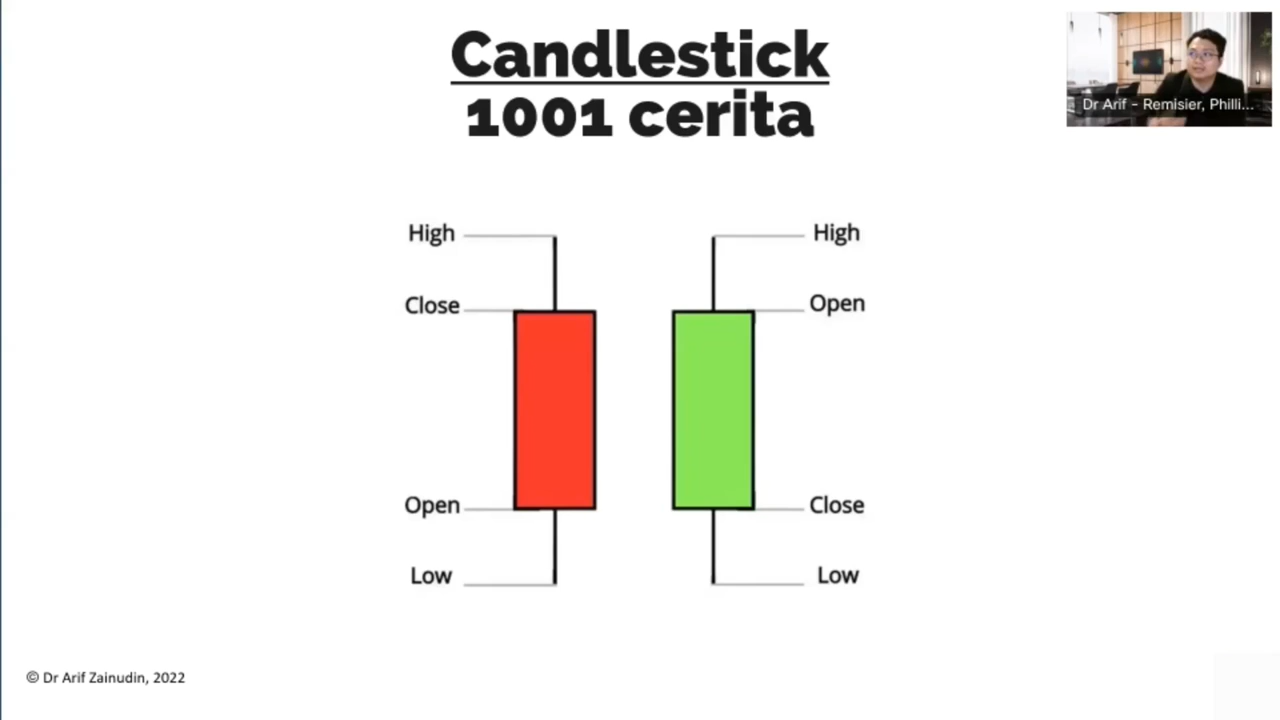 Candlestick
1001 cerita
Dr Arif - Remisier, Philli...
High
High
Close
Open
Open
Close
Low
Low
© Dr Arif Zainudin, 2022